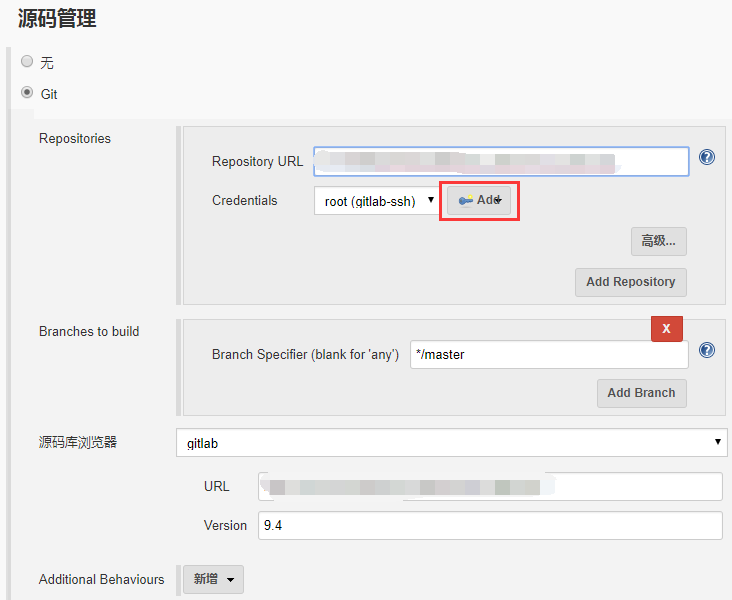 源码管理
无
Git
Repositories
Repository URL
Credentials
root (gitlab-ssh)
Add
高级...
Add Repository
Branches to build
X
Branch Specifier (blank for 'any')
*/master
Add Branch
源码库浏览器
gitlab
URL
Version
9.4
Additional Behaviours
新增